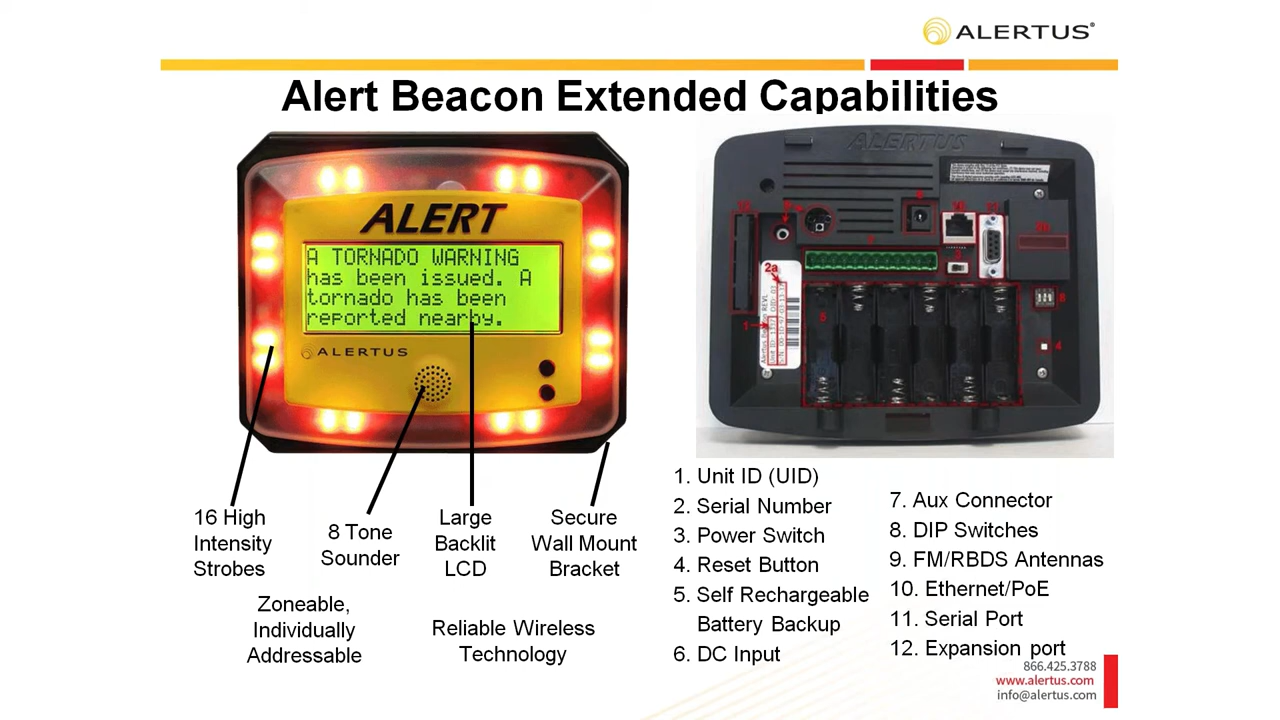 ALERTUS®
Alert Beacon Extended Capabilities
ALERT
A TORNADO WARNING
has been issued. A
tornado has been
reported nearby.
ALERTUS
16 High
Intensity
Strobes
8 Tone
Sounder
Large
Backlit
LCD
Secure
Wall Mount
Bracket
Zoneable,
Individually
Addressable
Reliable Wireless
Technology
ALERTUS
2a
1
5
4
1. Unit ID (UID)
2. Serial Number
3. Power Switch
4. Reset Button
5. Self Rechargeable
Battery Backup
6. DC Input
7. Aux Connector
8. DIP Switches
9. FM/RBDS Antennas
10. Ethernet/PoE
11. Serial Port
12. Expansion port
866.425.3788
www.alertus.com
info@alertus.com